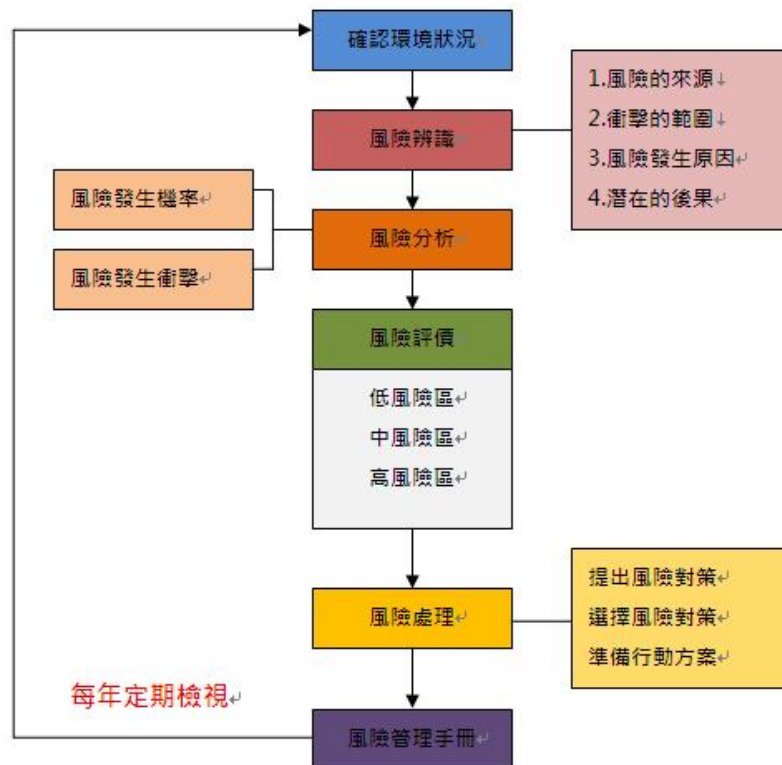 確認環境狀況
風險辨識
1.風險的來源
2.衝擊的範圍
3.風險發生原因
4.潛在的後果
風險發生機率
風險發生衝擊
風險分析
風險評價
低風險區
中風險區
高風險區
風險處理
提出風險對策
選擇風險對策
準備行動方案
每年定期檢視
風險管理手冊